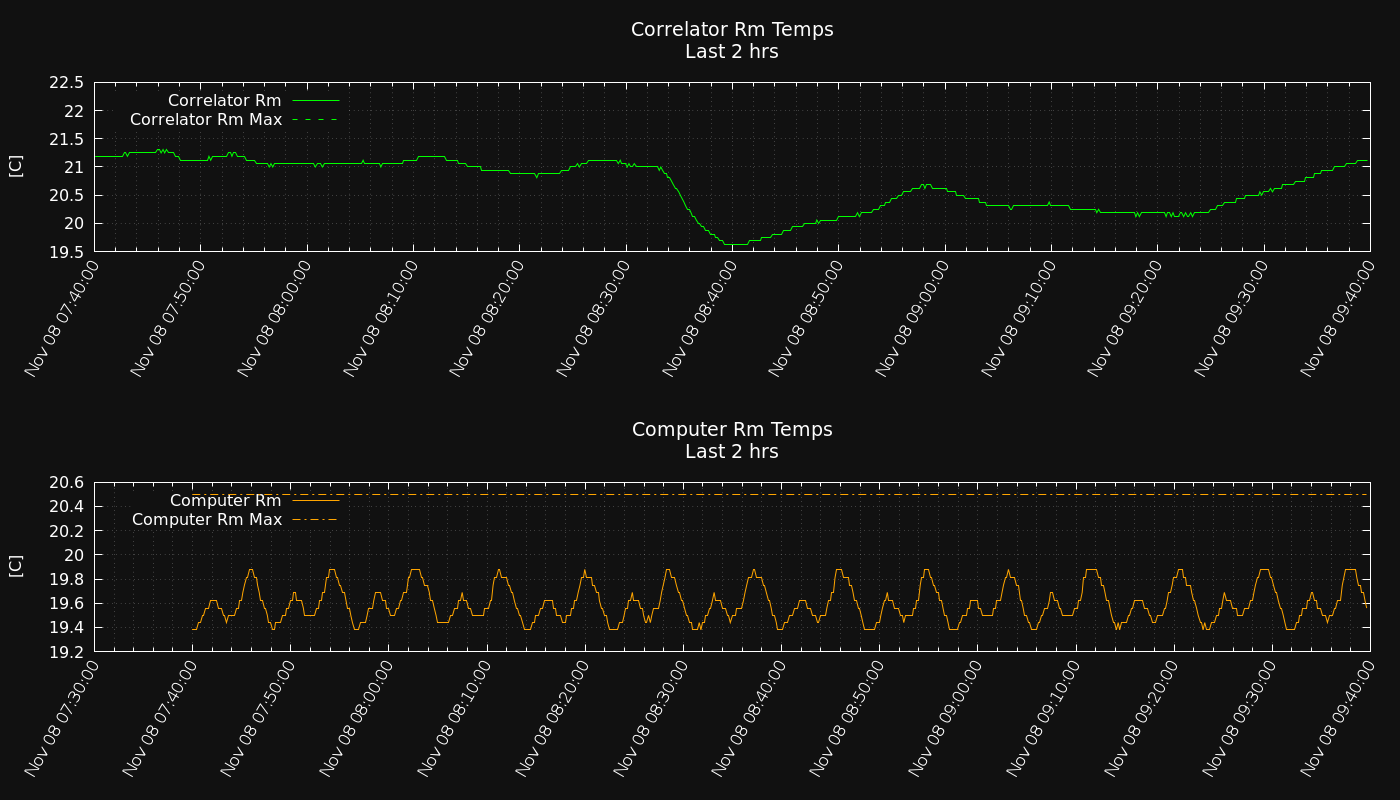 Correlator Rm Temps
Last 2 hrs
22.5
22
21.5
21
20.5
20
19.5
[C]
Correlator Rm
Correlator Rm Max
Nov 08 07:40:00
Nov 08 07:50:00
Nov 08 08:00:00
Nov 08 08:10:00
Nov 08 08:20:00
Nov 08 08:30:00
Nov 08 08:40:00
Nov 08 08:50:00
Nov 08 09:00:00
Nov 08 09:10:00
Nov 08 09:20:00
Nov 08 09:30:00
Nov 08 09:40:00
Computer Rm Temps
Last 2 hrs
20.6
20.4
20.2
20
19.8
19.6
19.4
19.2
[C]
Computer Rm
Computer Rm Max
Nov 08 07:30:00
Nov 08 07:40:00
Nov 08 07:50:00
Nov 08 08:00:00
Nov 08 08:10:00
Nov 08 08:20:00
Nov 08 08:30:00
Nov 08 08:40:00
Nov 08 08:50:00
Nov 08 09:00:00
Nov 08 09:10:00
Nov 08 09:20:00
Nov 08 09:30:00
Nov 08 09:40:00